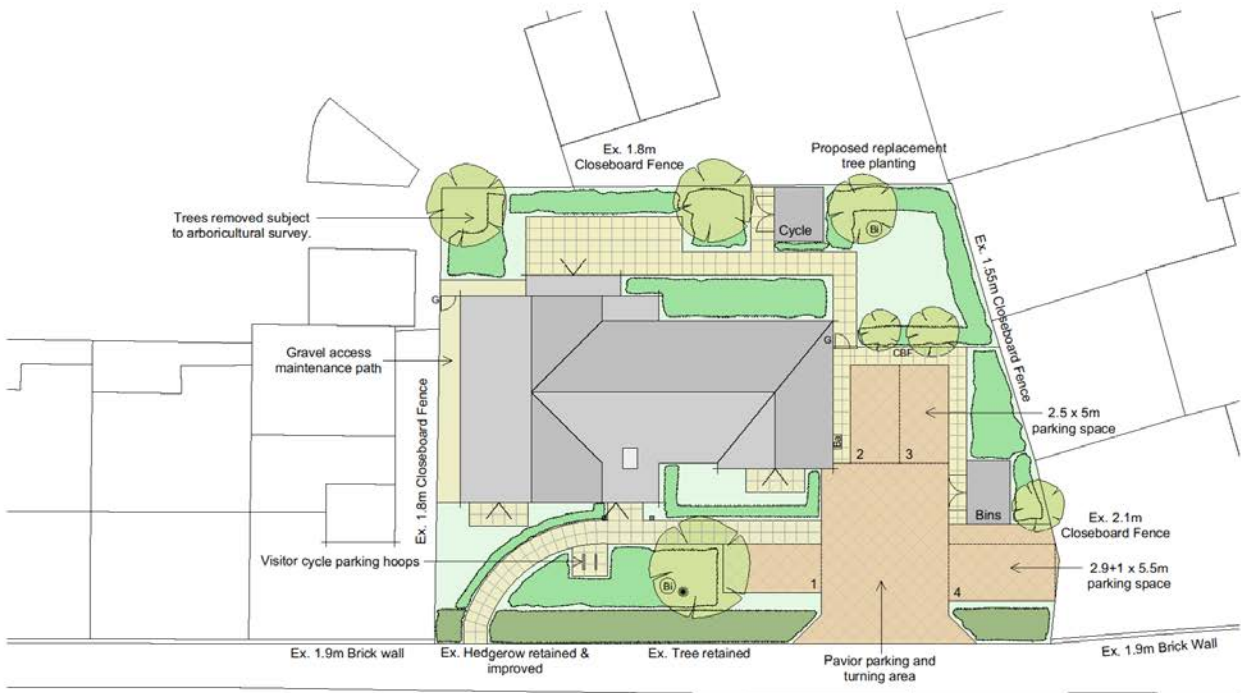 Ex. 1.8m
Closeboard Fence
Proposed replacement
tree planting
Trees removed subject
to arboricultural survey.
Cycle
Bi
Ex. 1.55m Closeboard Fence
G
G
CBF
Gravel access
maintenance path
Ex. 1.8m Closeboard Fence
2.5 x 5m
parking space
2
3
Bins
Ex. 2.1m
Closeboard Fence
Visitor cycle parking hoops
Bi
1
4
2.9+1 x 5.5m
parking space
Ex. 1.9m Brick wall
Ex. Hedgerow retained &
improved
Ex. Tree retained
Pavior parking and
turning area
Ex. 1.9m Brick Wall